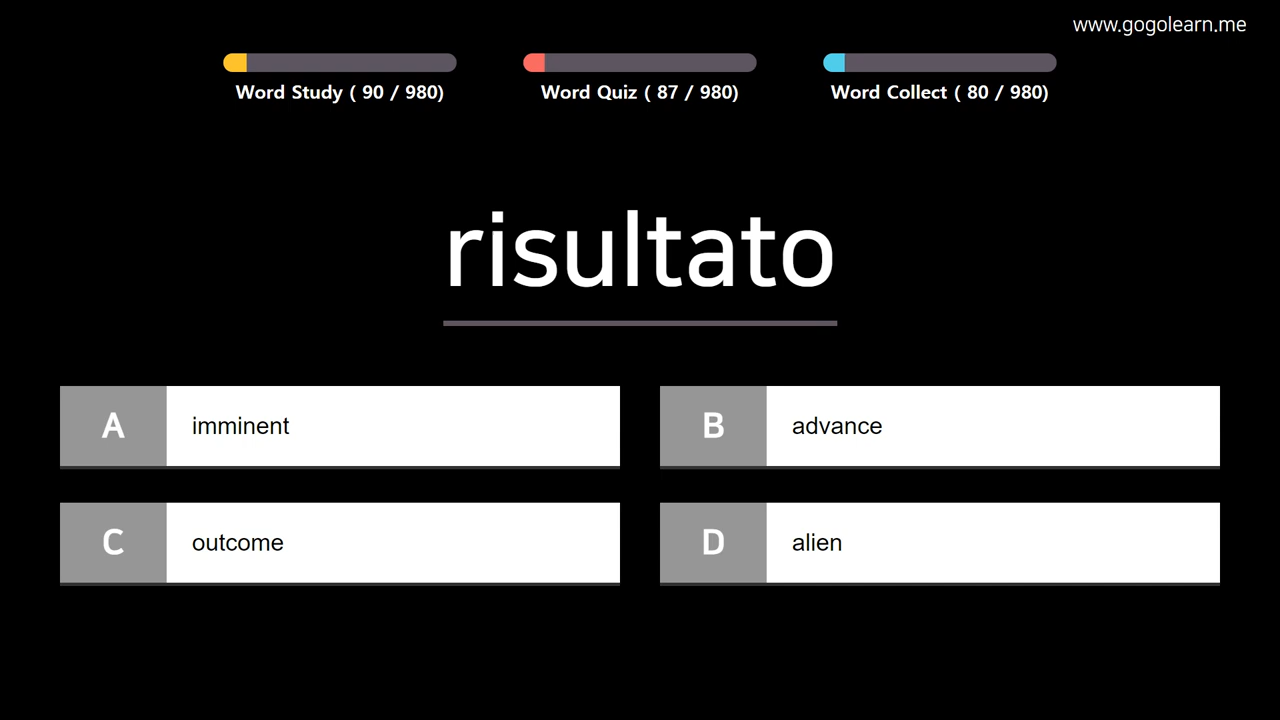 www.gogolearn.me
Word Study ( 90 / 980)
Word Quiz ( 87 / 980)
Word Collect ( 80 / 980)
risultato
A imminent
B advance
C outcome
D alien